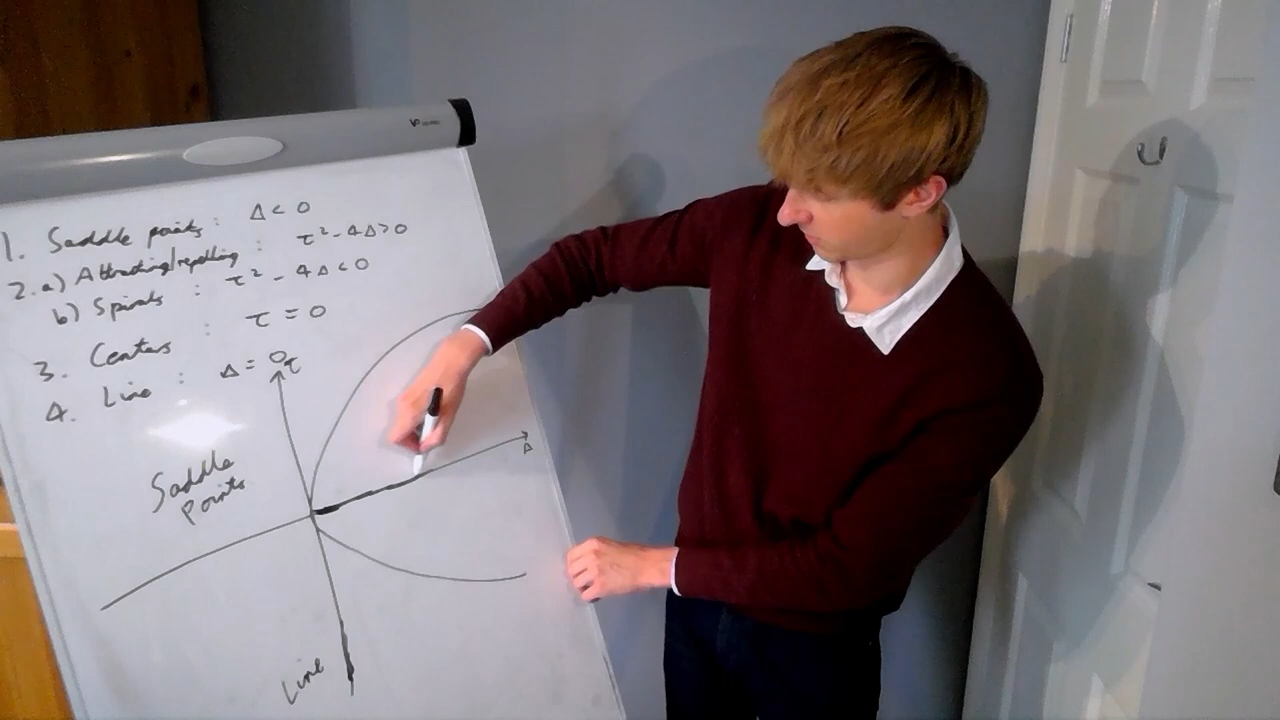 1. Saddle points : Δ < 0
2. a) Attracting/repelling : τ² - 4Δ > 0
b) Spirals : τ² - 4Δ < 0
3. Centers : τ = 0
4. Line : Δ = 0
τ
Δ
Saddle
Points
Line